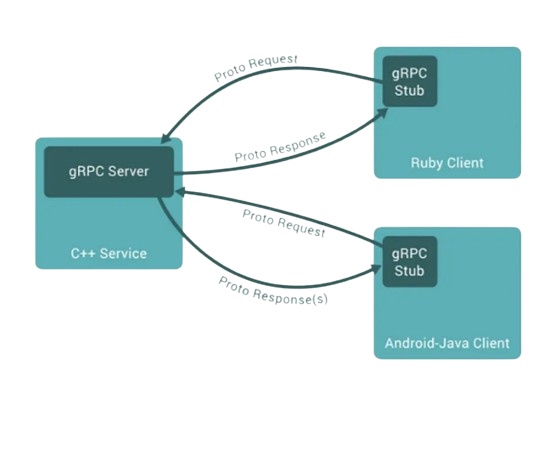 Proto Request
gRPC
Stub
Proto Response
Ruby Client
gRPC Server
C++ Service
Proto Request
gRPC
Stub
Proto Response(s)
Android-Java Client